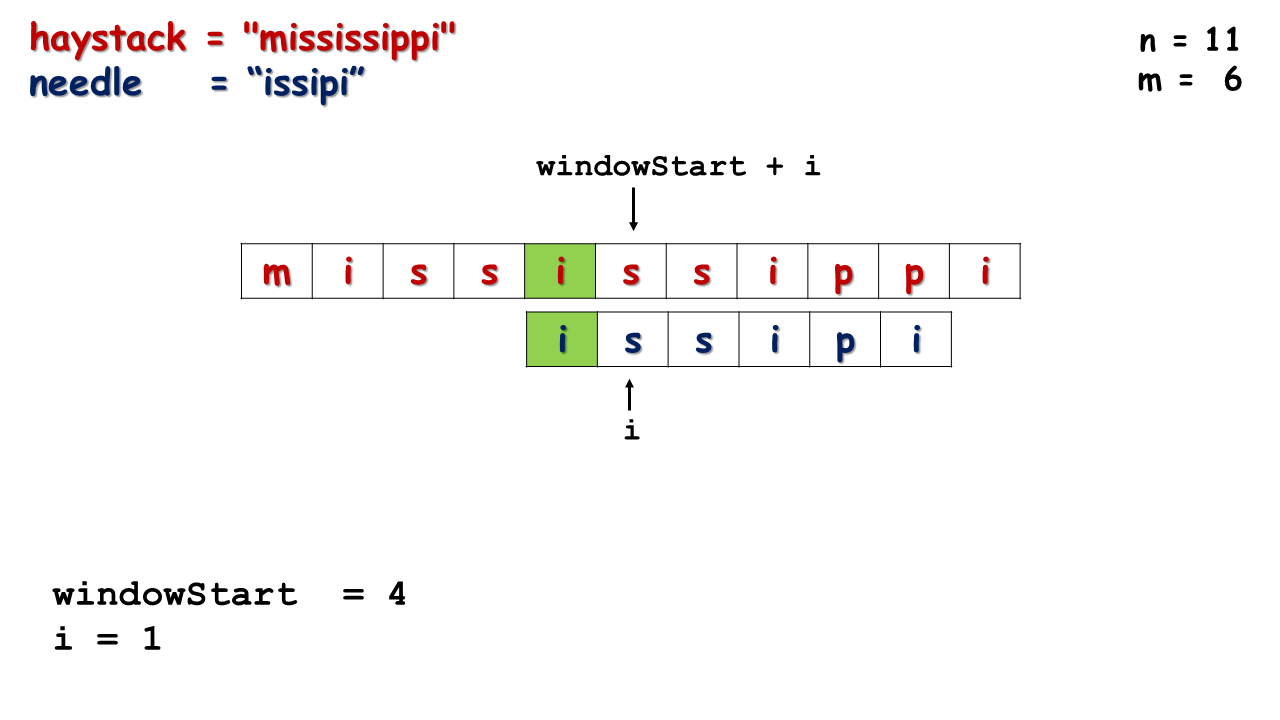 haystack = "mississippi"
needle = “issipi”
n = 11
m = 6
windowStart + i
m i s s i s s i p p i
i s s i p i
i
windowStart = 4
i = 1